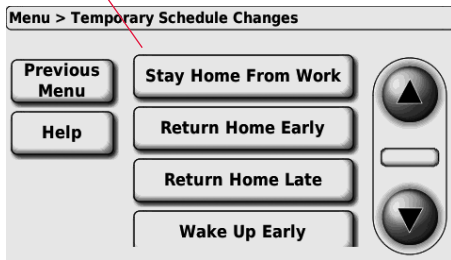 Menu > Temporary Schedule Changes
Previous
Menu
Help
Stay Home From Work
Return Home Early
Return Home Late
Wake Up Early